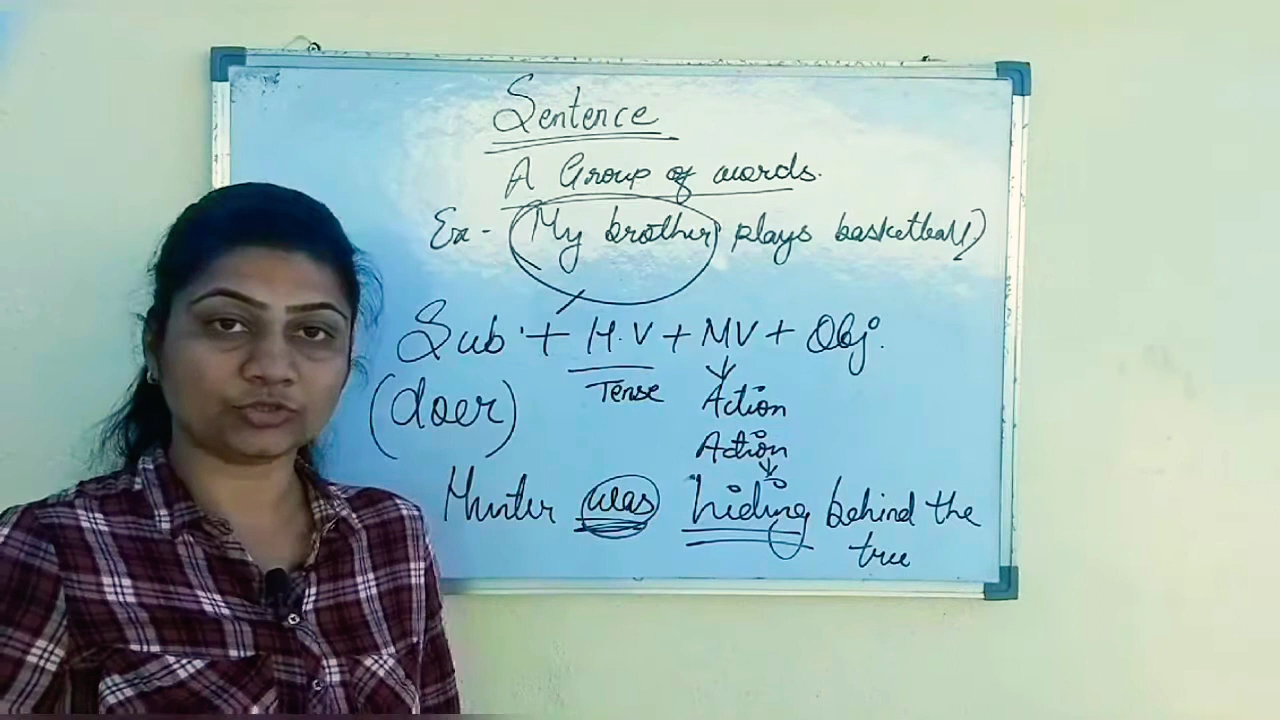 Sentence
A Group of words.
Ex - My brother plays basketball)
Sub + H.V + MV + Obj.
Tense
(doer)
Action
Action
Hunter was hiding behind the
tree